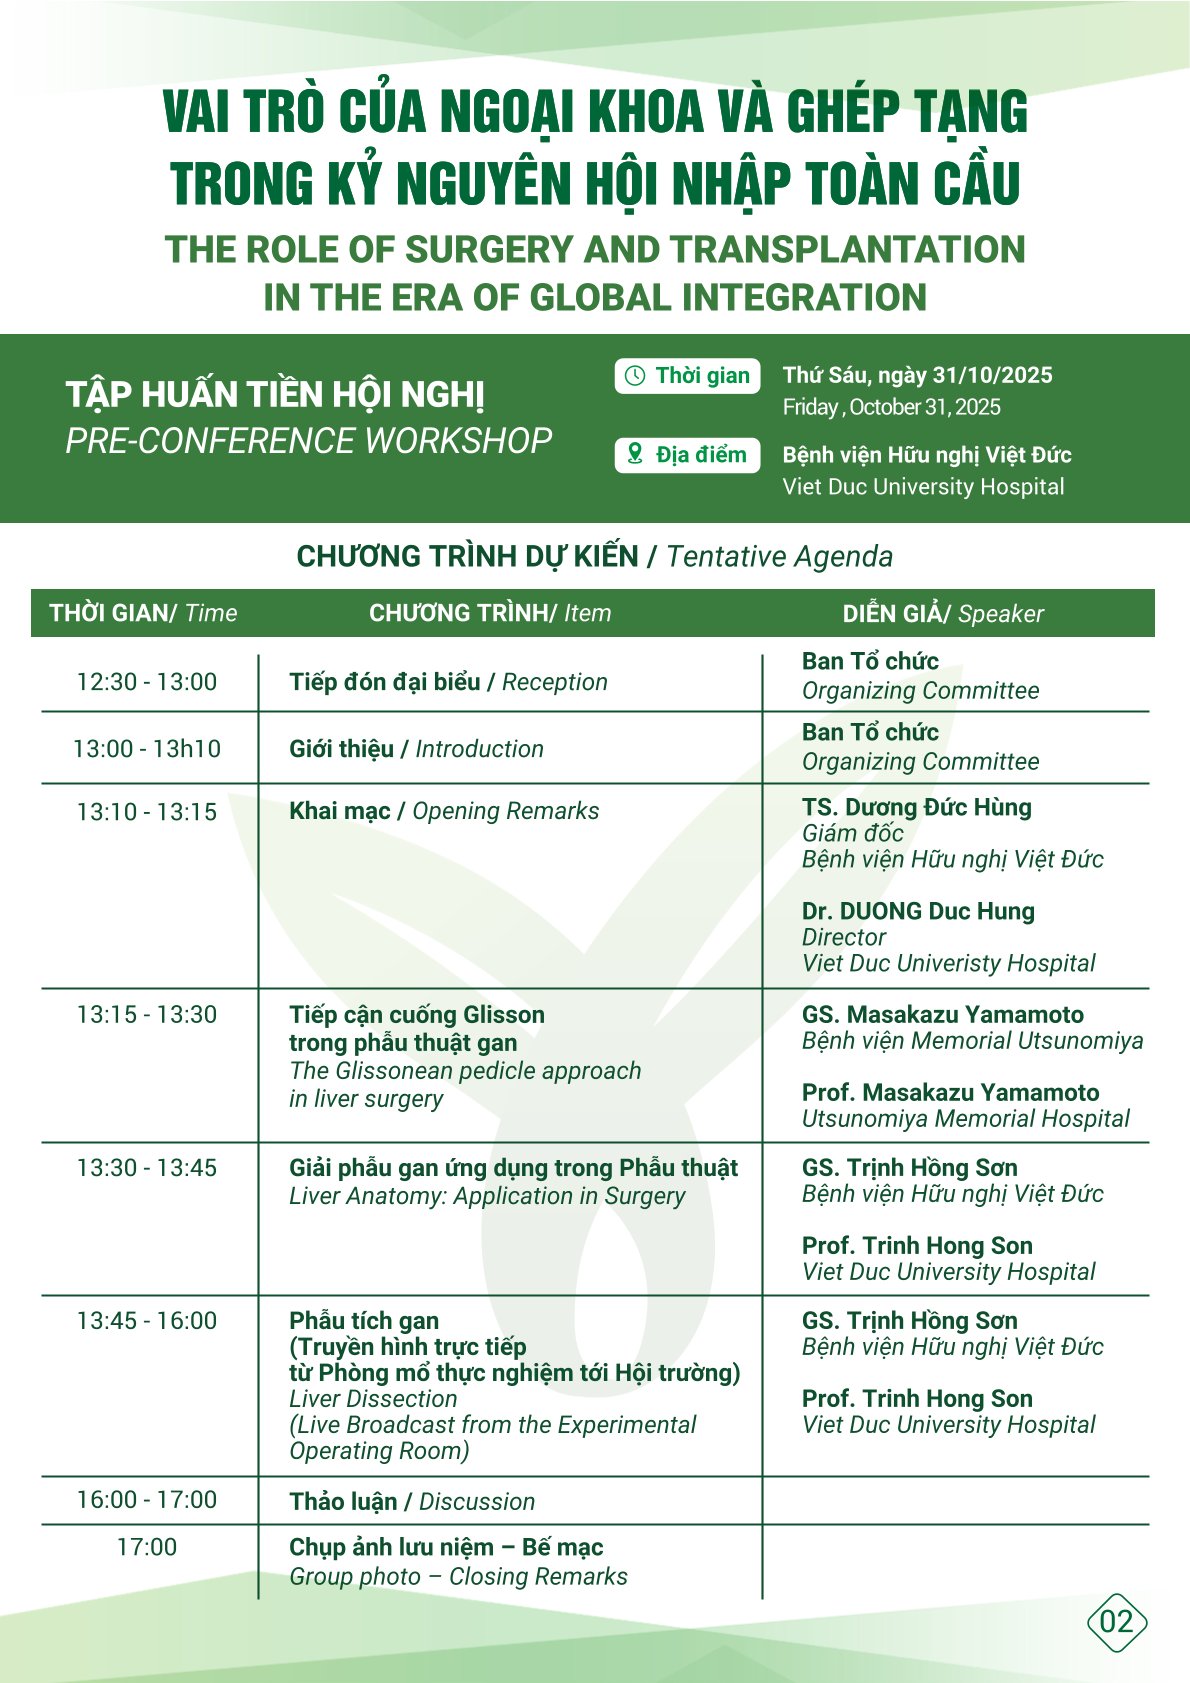 VAI TRÒ CỦA NGOẠI KHOA VÀ GHÉP TẠNG
TRONG KỶ NGUYÊN HỘI NHẬP TOÀN CẦU
THE ROLE OF SURGERY AND TRANSPLANTATION
IN THE ERA OF GLOBAL INTEGRATION
TẬP HUẤN TIỀN HỘI NGHỊ
PRE-CONFERENCE WORKSHOP
Thời gian
Thứ Sáu, ngày 31/10/2025
Friday , October 31, 2025
Địa điểm
Bệnh viện Hữu nghị Việt Đức
Viet Duc University Hospital
CHƯƠNG TRÌNH DỰ KIẾN / Tentative Agenda
THỜI GIAN/ Time
CHƯƠNG TRÌNH/ Item
DIỄN GIẢ/ Speaker
12:30 - 13:00
Tiếp đón đại biểu / Reception
Ban Tổ chức
Organizing Committee
13:00 - 13h10
Giới thiệu / Introduction
Ban Tổ chức
Organizing Committee
13:10 - 13:15
Khai mạc / Opening Remarks
TS. Dương Đức Hùng
Giám đốc
Bệnh viện Hữu nghị Việt Đức
Dr. DUONG Duc Hung
Director
Viet Duc Univeristy Hospital
13:15 - 13:30
Tiếp cận cuống Glisson
trong phẫu thuật gan
The Glissonean pedicle approach
in liver surgery
GS. Masakazu Yamamoto
Bệnh viện Memorial Utsunomiya
Prof. Masakazu Yamamoto
Utsunomiya Memorial Hospital
13:30 - 13:45
Giải phẫu gan ứng dụng trong Phẫu thuật
Liver Anatomy: Application in Surgery
GS. Trịnh Hồng Sơn
Bệnh viện Hữu nghị Việt Đức
Prof. Trinh Hong Son
Viet Duc University Hospital
13:45 - 16:00
Phẫu tích gan
(Truyền hình trực tiếp
từ Phòng mổ thực nghiệm tới Hội trường)
Liver Dissection
(Live Broadcast from the Experimental
Operating Room)
GS. Trịnh Hồng Sơn
Bệnh viện Hữu nghị Việt Đức
Prof. Trinh Hong Son
Viet Duc University Hospital
16:00 - 17:00
Thảo luận / Discussion
17:00
Chụp ảnh lưu niệm – Bế mạc
Group photo – Closing Remarks
02